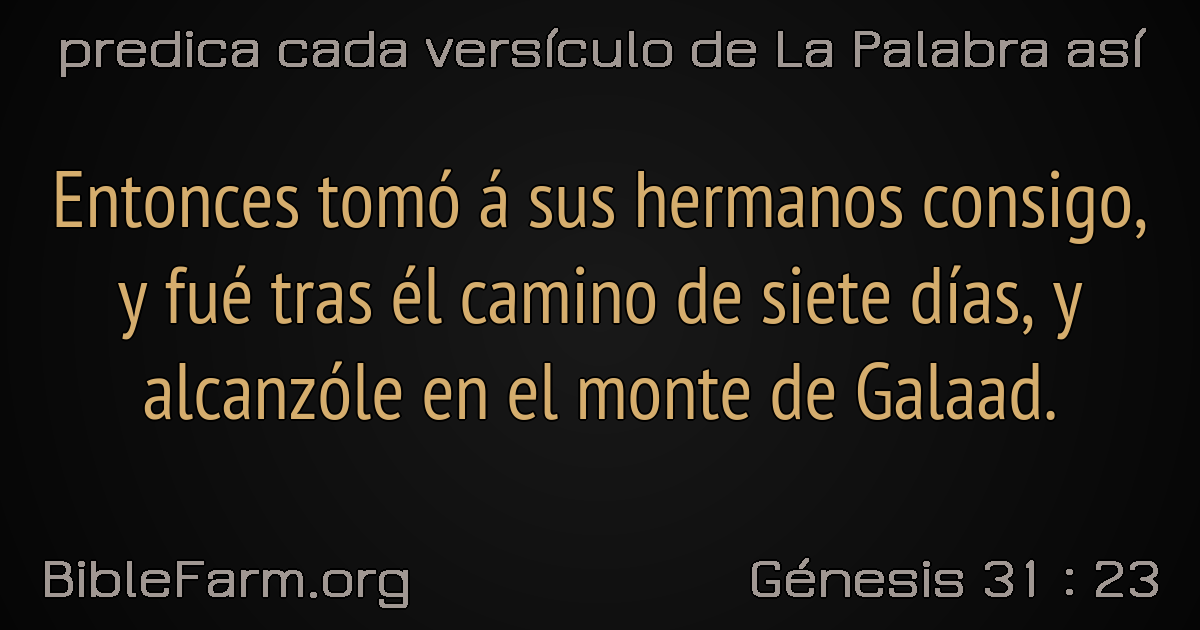 predica cada versículo de La Palabra así
Entonces tomó á sus hermanos consigo,
y fué tras él camino de siete días, y
alcanzóle en el monte de Galaad.
BibleFarm.org
Génesis 31 : 23